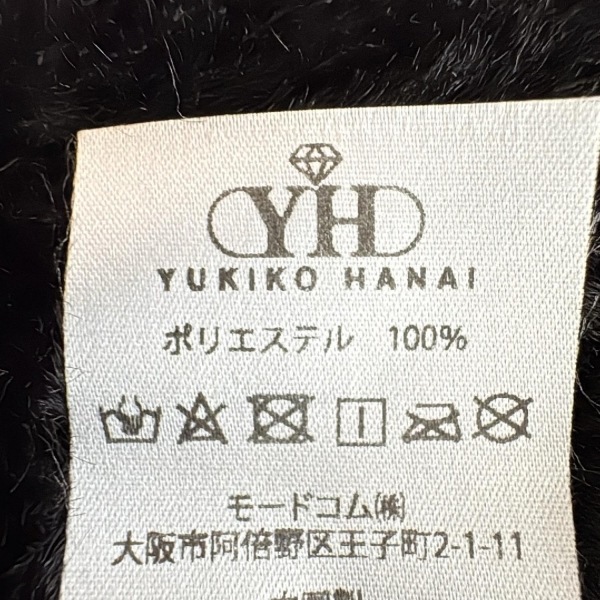 YH
YUKIKO HANAI
ポリエステル 100%
モードコム㈱
大阪市阿倍野区王子町2-1-11